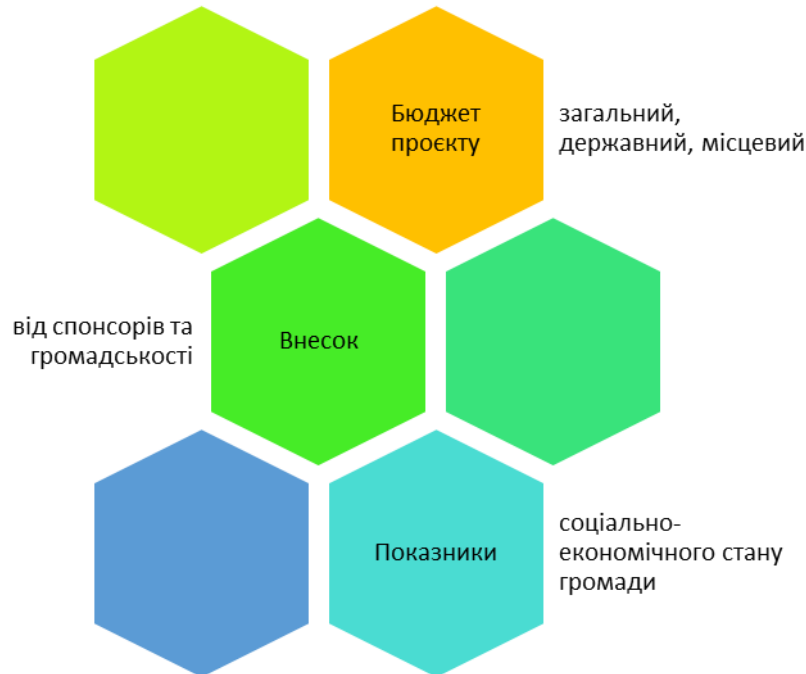 Бюджет
проєкту
загальний,
державний, місцевий
від спонсорів та
громадськості
Внесок
Показники
соціально-
економічного стану
громади